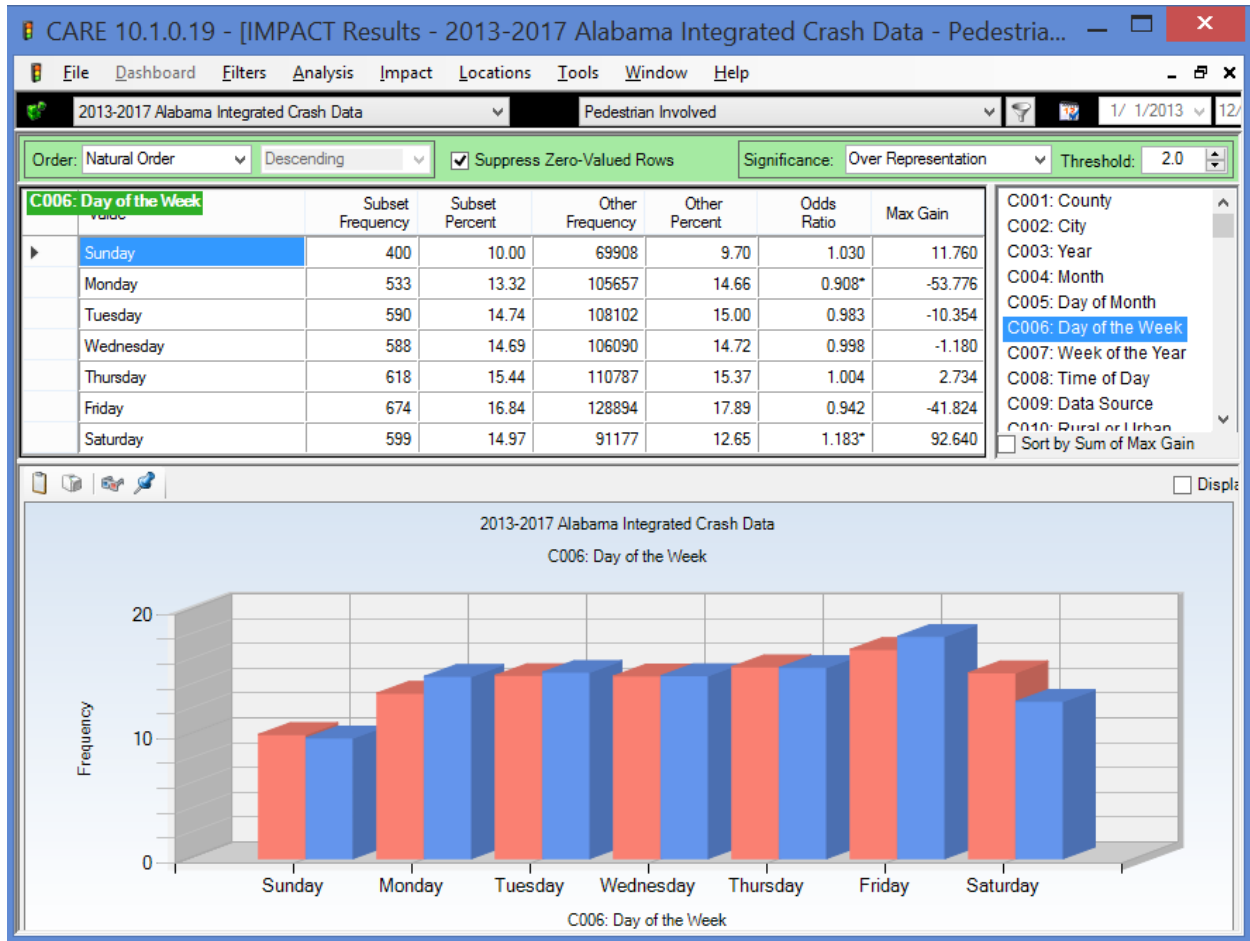 CARE 10.1.0.19 - [IMPACT Results - 2013-2017 Alabama Integrated Crash Data - Pedestria...
File Dashboard Filters Analysis Impact Locations Tools Window Help
2013-2017 Alabama Integrated Crash Data Pedestrian Involved 1/ 1/2013 12/
Order: Natural Order Descending Suppress Zero-Valued Rows Significance: Over Representation Threshold: 2.0
C006: Day of the Week
Value Subset Frequency Subset Percent Other Frequency Other Percent Odds Ratio Max Gain
Sunday 400 10.00 69908 9.70 1.030 11.760
Monday 533 13.32 105657 14.66 0.908* -53.776
Tuesday 590 14.74 108102 15.00 0.983 -10.354
Wednesday 588 14.69 106090 14.72 0.998 -1.180
Thursday 618 15.44 110787 15.37 1.004 2.734
Friday 674 16.84 128894 17.89 0.942 -41.824
Saturday 599 14.97 91177 12.65 1.183* 92.640
C001: County
C002: City
C003: Year
C004: Month
C005: Day of Month
C006: Day of the Week
C007: Week of the Year
C008: Time of Day
C009: Data Source
C010: Rural or Urban
Sort by Sum of Max Gain
Displa
2013-2017 Alabama Integrated Crash Data
C006: Day of the Week
20
10
0
Frequency
Sunday Monday Tuesday Wednesday Thursday Friday Saturday
C006: Day of the Week